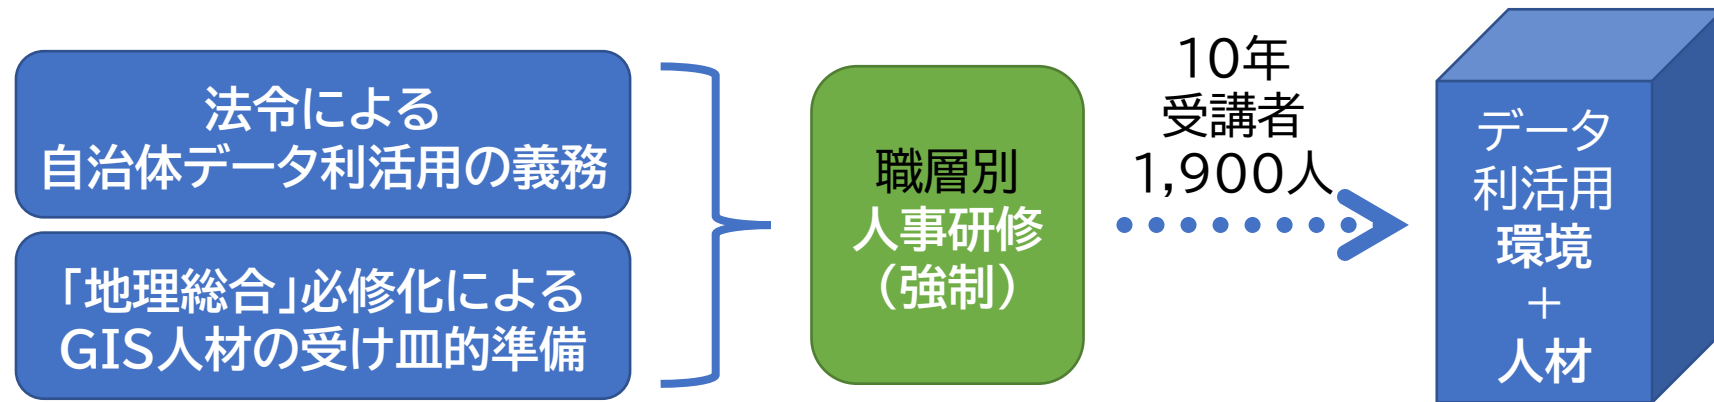 法令による
自治体データ利活用の義務
「地理総合」必修化による
GIS人材の受け皿的準備
職層別
人事研修
（強制）
10年
受講者
1,900人
データ
利活用
環境
＋
人材